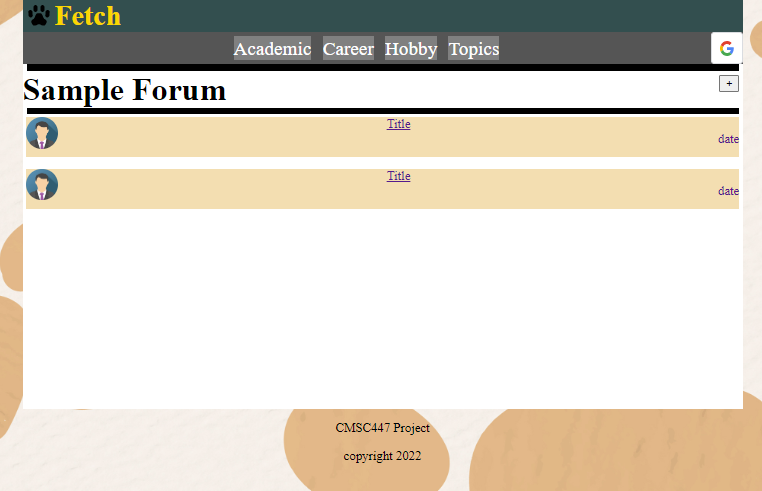 Fetch
Academic Career Hobby Topics
G
Sample Forum
+
Title
date
Title
date
CMSC447 Project
copyright 2022